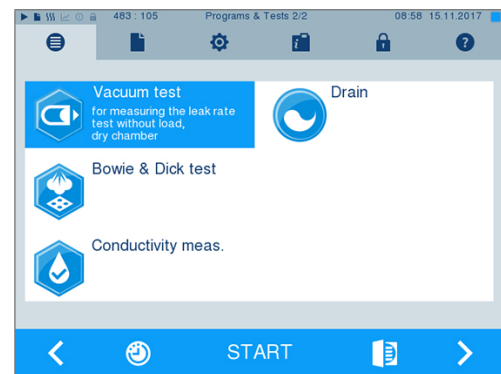 483 : 105 Programs & Tests 2/2 08:58 15.11.2017
Vacuum test
for measuring the leak rate
test without load,
dry chamber
Drain
Bowie & Dick test
Conductivity meas.
START